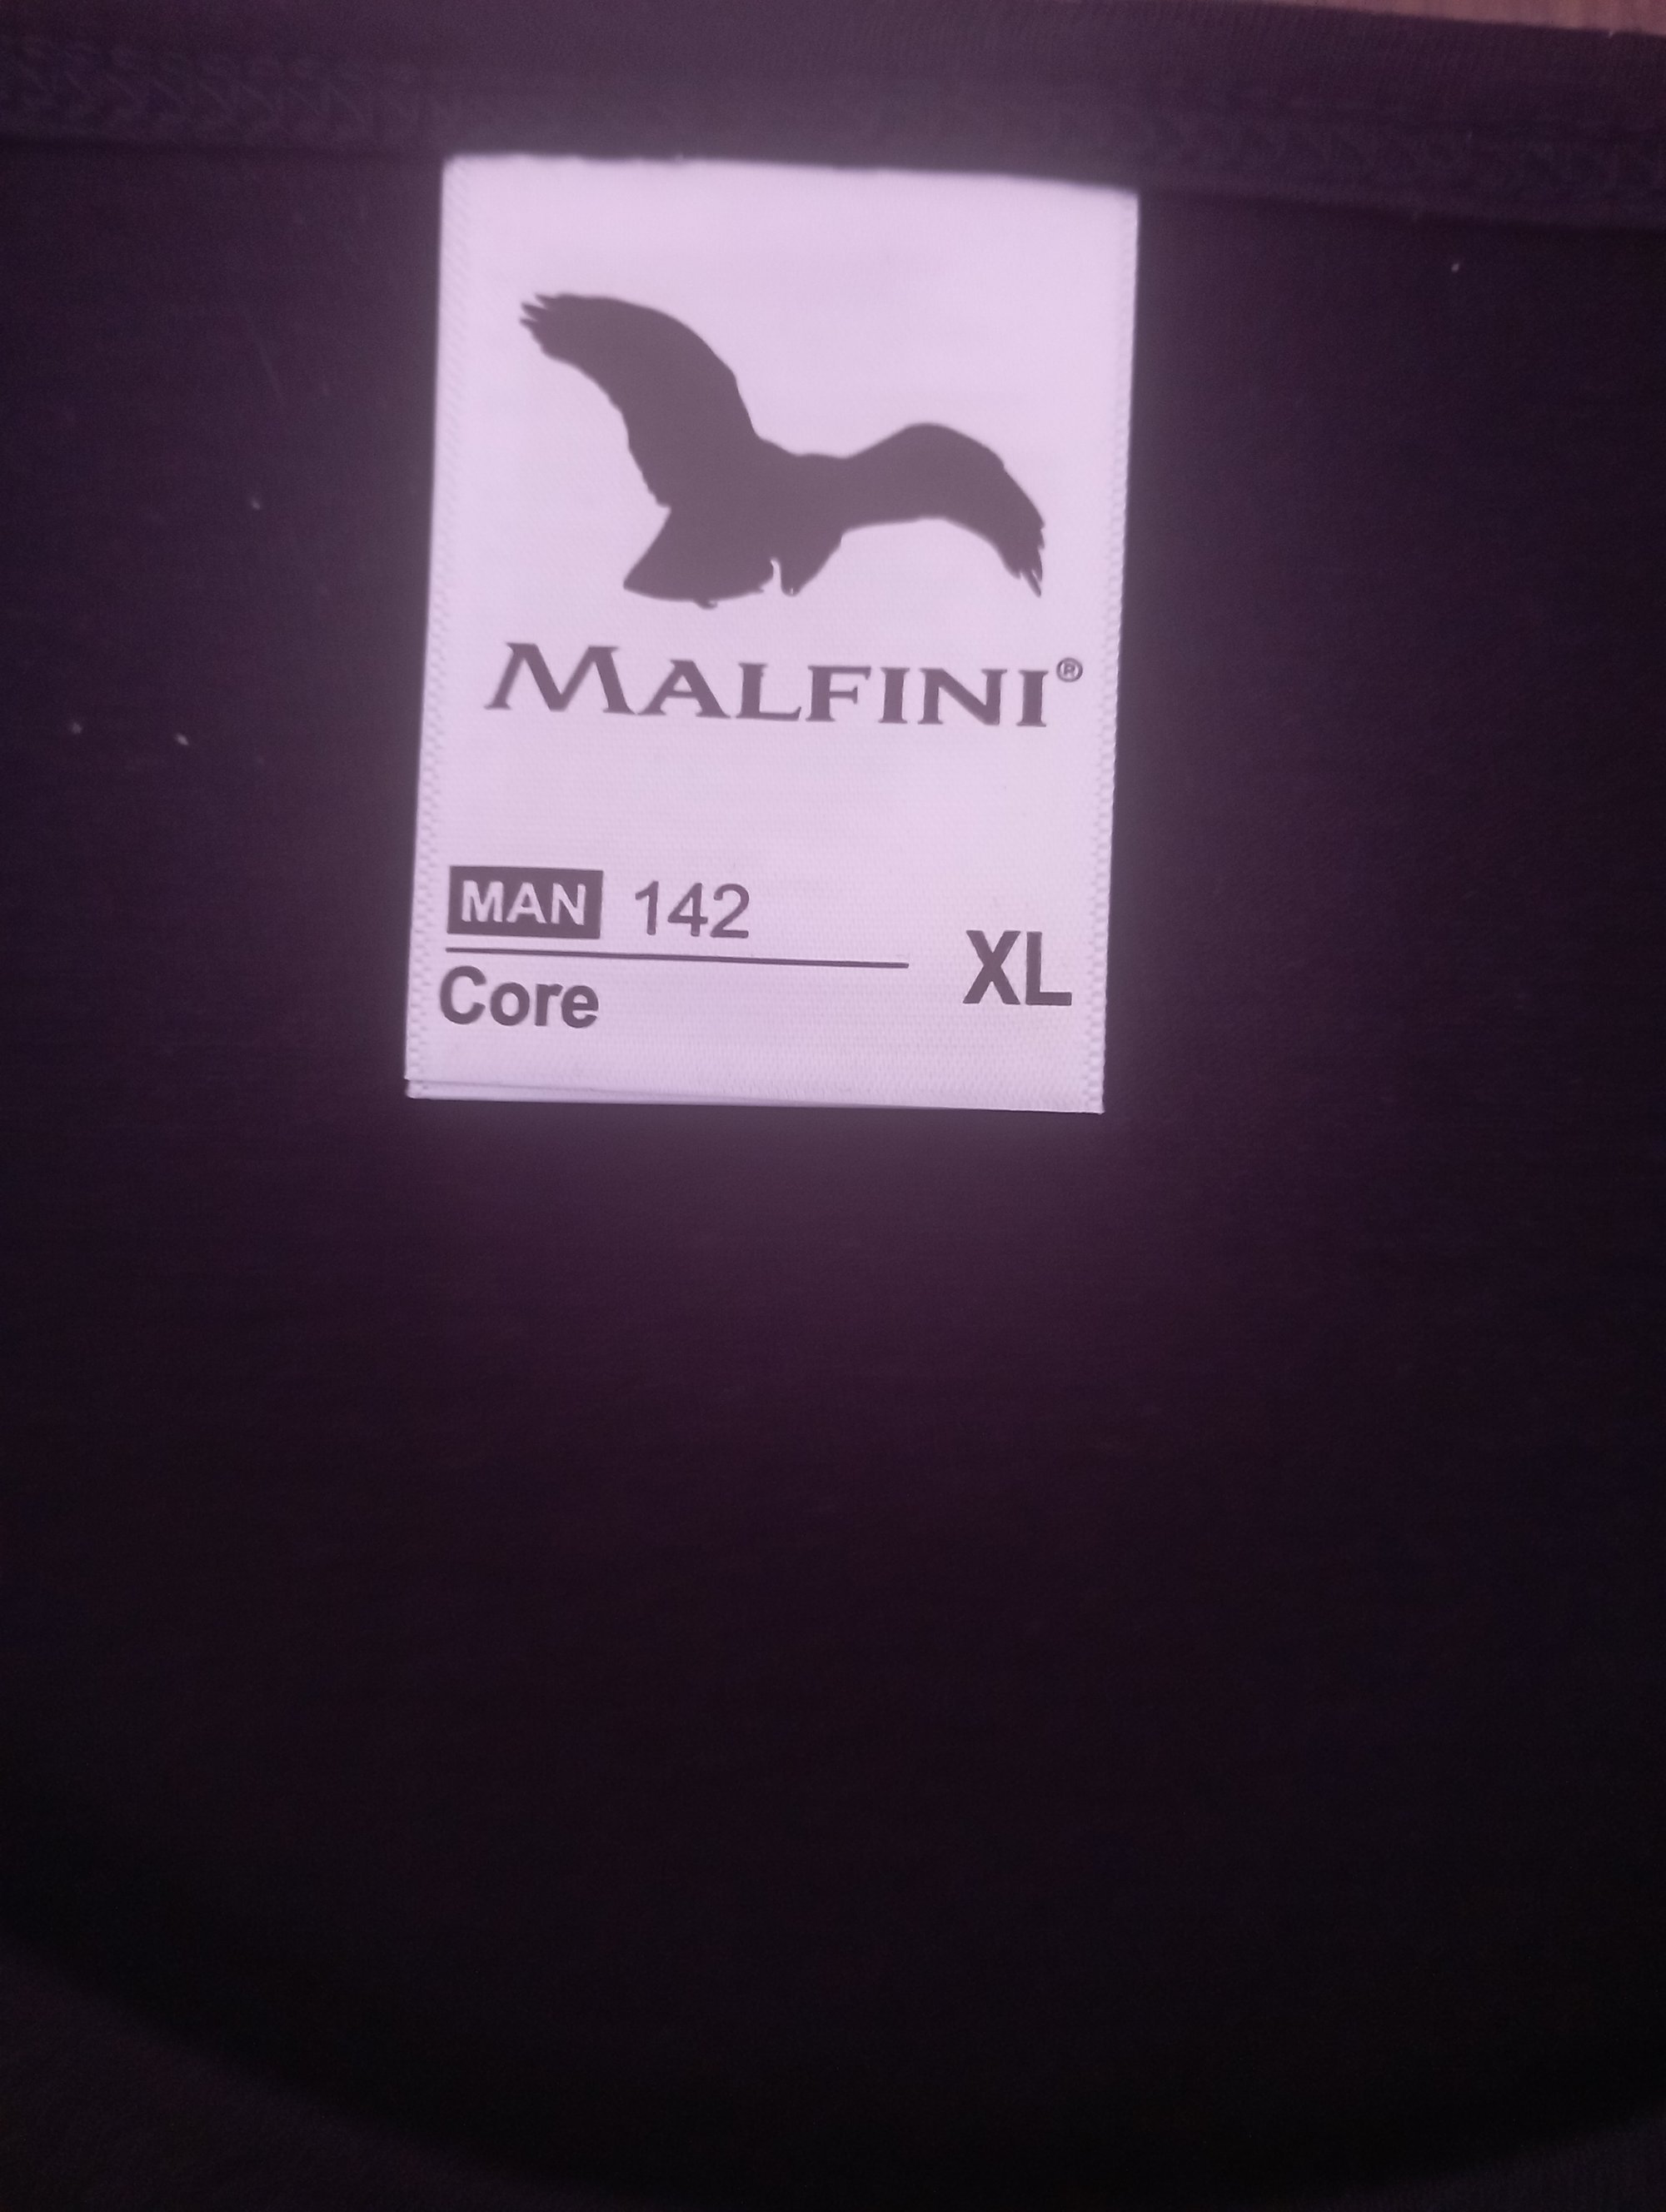 MALFINI®
MAN 142
XL
Core